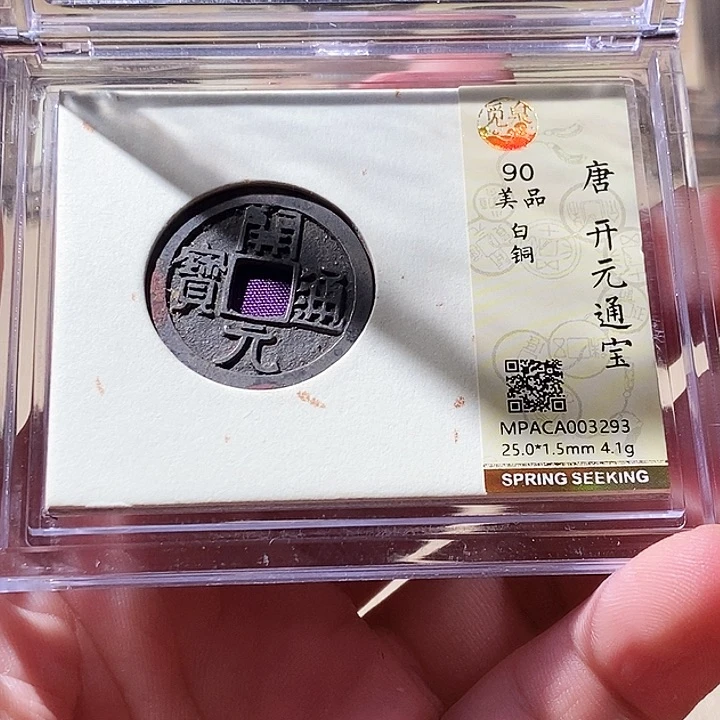 開
元
通
寶
觅泉
90
美品
白
铜
唐 开元通宝
MPACA003293
25.0*1.5mm 4.1g
SPRING SEEKING